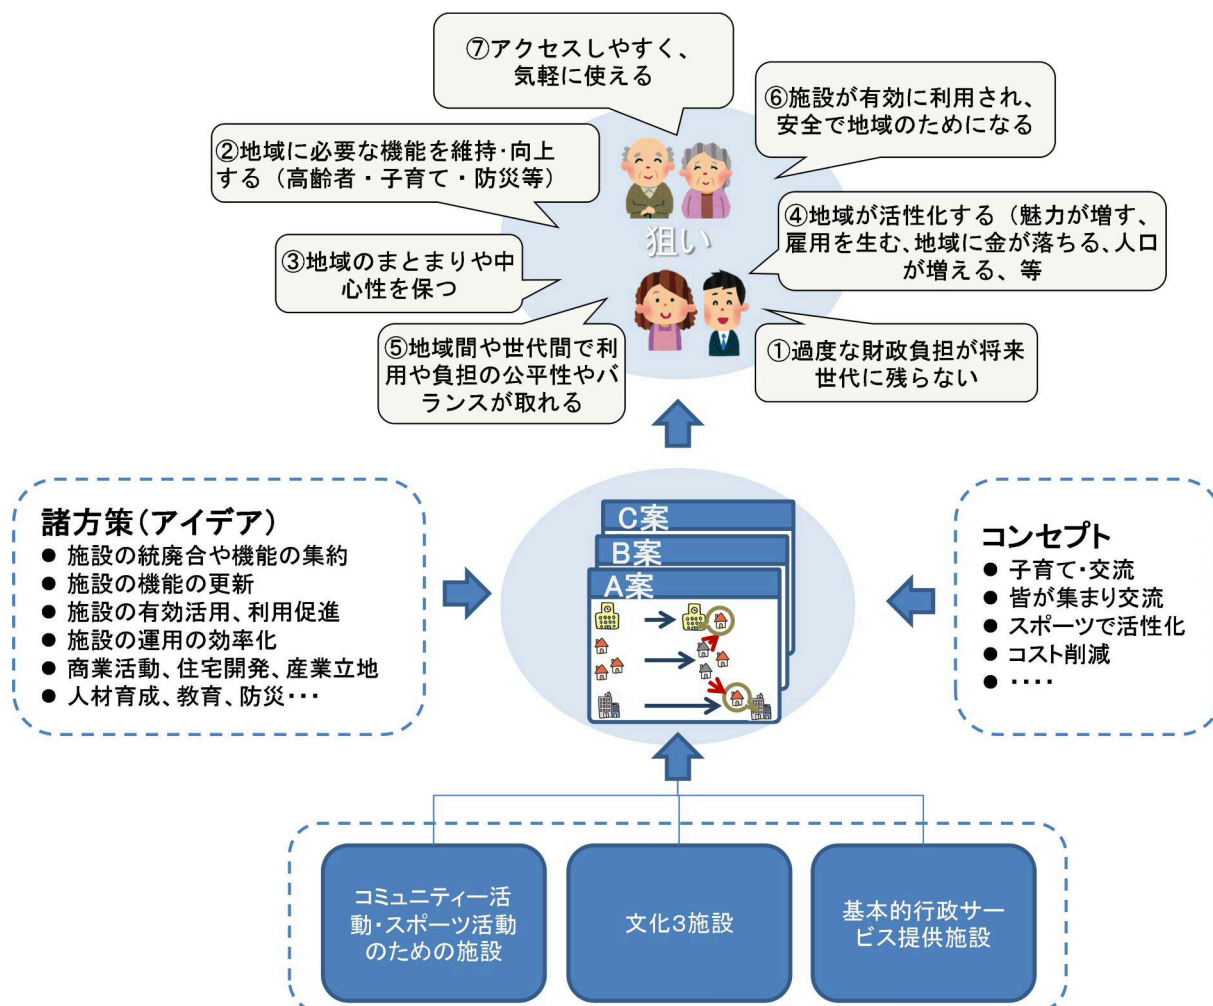 ⑦アクセスしやすく、
気軽に使える
⑥施設が有効に利用され、
安全で地域のためになる
②地域に必要な機能を維持・向上
する（高齢者・子育て・防災等）
④地域が活性化する（魅力が増す、
雇用を生む、地域に金が落ちる、人口
が増える、等
狙い
③地域のまとまりや中
心性を保つ
⑤地域間や世代間で利
用や負担の公平性やバ
ランスが取れる
①過度な財政負担が将来
世代に残らない
諸方策（アイデア）
● 施設の統廃合や機能の集約
● 施設の機能の更新
● 施設の有効活用、利用促進
● 施設の運用の効率化
● 商業活動、住宅開発、産業立地
● 人材育成、教育、防災・・・
C案
B案
A案
コンセプト
● 子育て・交流
● 皆が集まり交流
● スポーツで活性化
● コスト削減
● ・・・・
コミュニティー活
動・スポーツ活動
のための施設
文化３施設
基本的行政サー
ビス提供施設